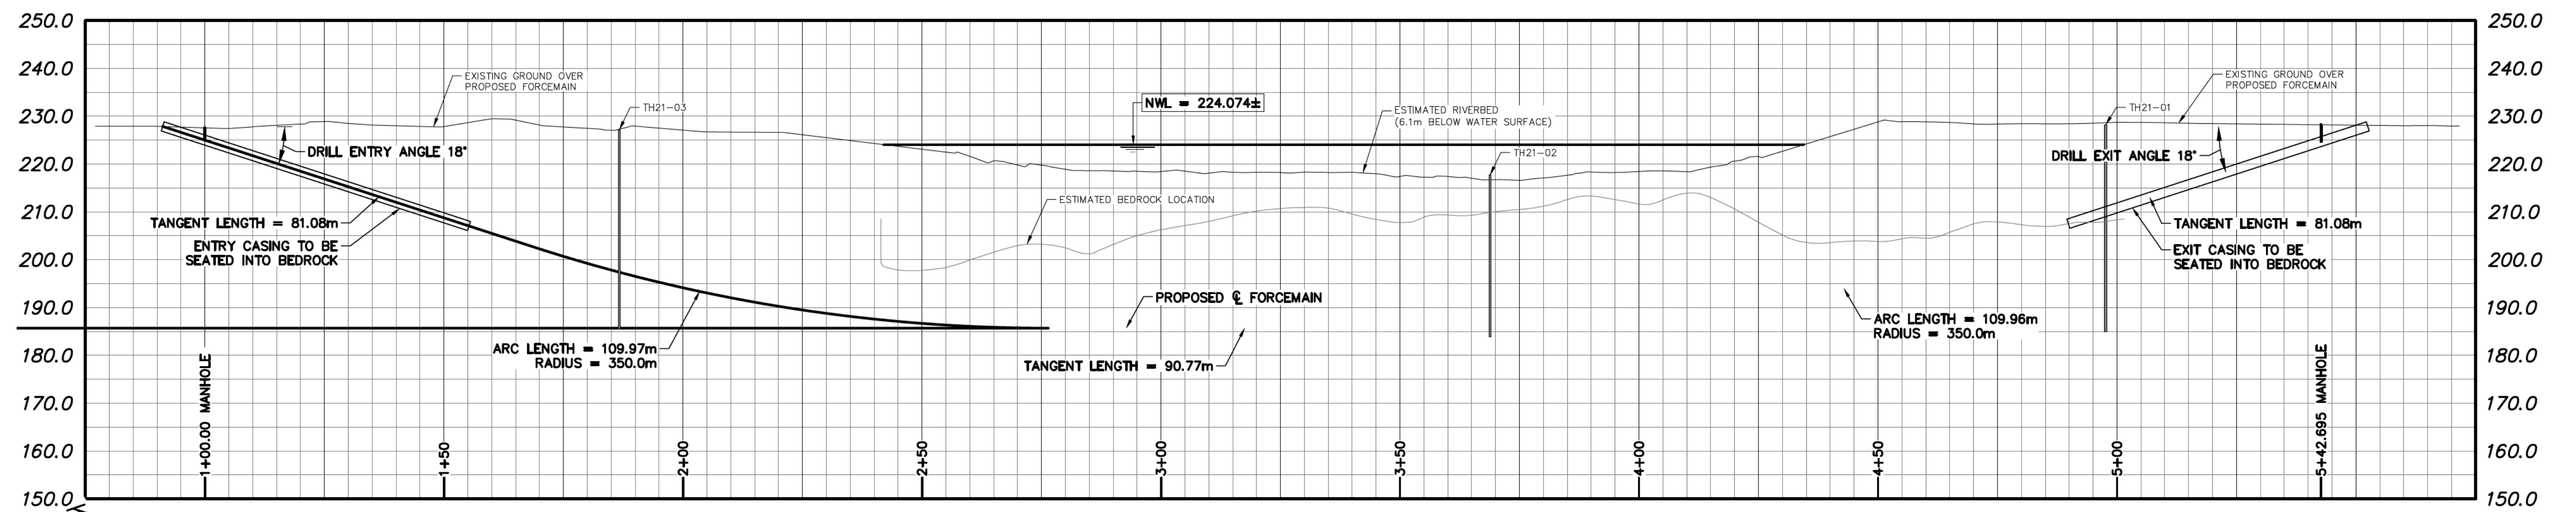 250.0
240.0
230.0
220.0
210.0
200.0
190.0
180.0
170.0
160.0
150.0
EXISTING GROUND OVER
PROPOSED FORCEMAIN
TH21-03
DRILL ENTRY ANGLE 18°
TANGENT LENGTH = 81.08m
ENTRY CASING TO BE
SEATED INTO BEDROCK
ARC LENGTH = 109.97m
RADIUS = 350.0m
NWL = 224.074±
ESTIMATED RIVERBED
(6.1m BELOW WATER SURFACE)
TH21-02
ESTIMATED BEDROCK LOCATION
PROPOSED ℄ FORCEMAIN
TANGENT LENGTH = 90.77m
ARC LENGTH = 109.96m
RADIUS = 350.0m
EXISTING GROUND OVER
PROPOSED FORCEMAIN
TH21-01
DRILL EXIT ANGLE 18°
TANGENT LENGTH = 81.08m
EXIT CASING TO BE
SEATED INTO BEDROCK
1+00.00 MANHOLE
1+50
2+00
2+50
3+00
3+50
4+00
4+50
5+00
5+42.695 MANHOLE
250.0
240.0
230.0
220.0
210.0
200.0
190.0
180.0
170.0
160.0
150.0